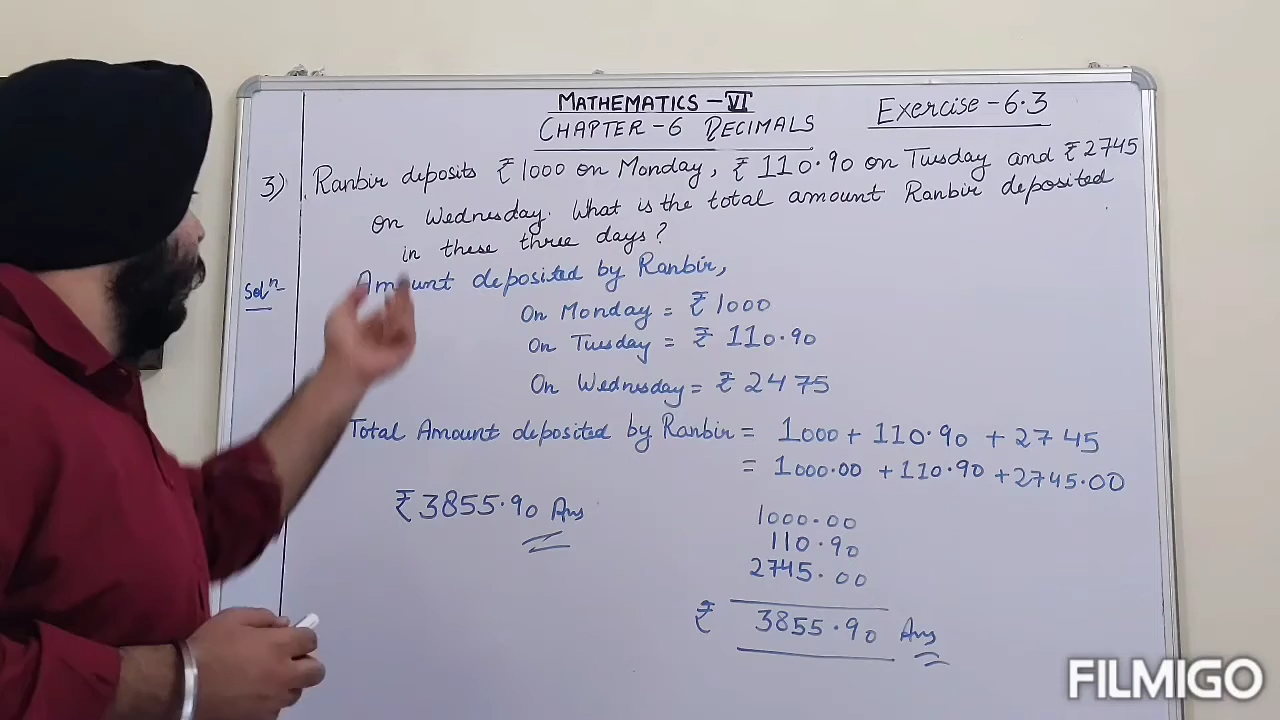 MATHEMATICS - VI
CHAPTER-6 DECIMALS
Exercise - 6.3
3) Ranbir deposits ₹1000 on Monday, ₹ 110.90 on Tuesday and ₹2745
on Wednesday. What is the total amount Ranbir deposited
in these three days?
Solⁿ Amount deposited by Ranbir,
On Monday = ₹ 1000
On Tuesday = ₹ 110.90
On Wednesday = ₹ 2475
Total Amount deposited by Ranbir = 1000 + 110.90 + 2745
= 1000.00 + 110.90 + 2745.00
₹ 3855.90 Ans
1000.00
110.90
2745.00
₹ 3855.90 Ans
FILMIGO